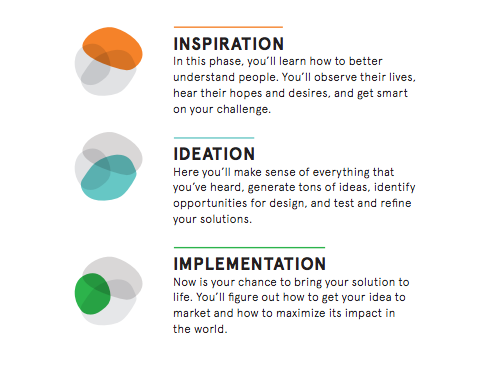 INSPIRATION
In this phase, you'll learn how to better
understand people. You'll observe their lives,
hear their hopes and desires, and get smart
on your challenge.
IDEATION
Here you'll make sense of everything that
you've heard, generate tons of ideas, identify
opportunities for design, and test and refine
your solutions.
IMPLEMENTATION
Now is your chance to bring your solution to
life. You'll figure out how to get your idea to
market and how to maximize its impact in
the world.